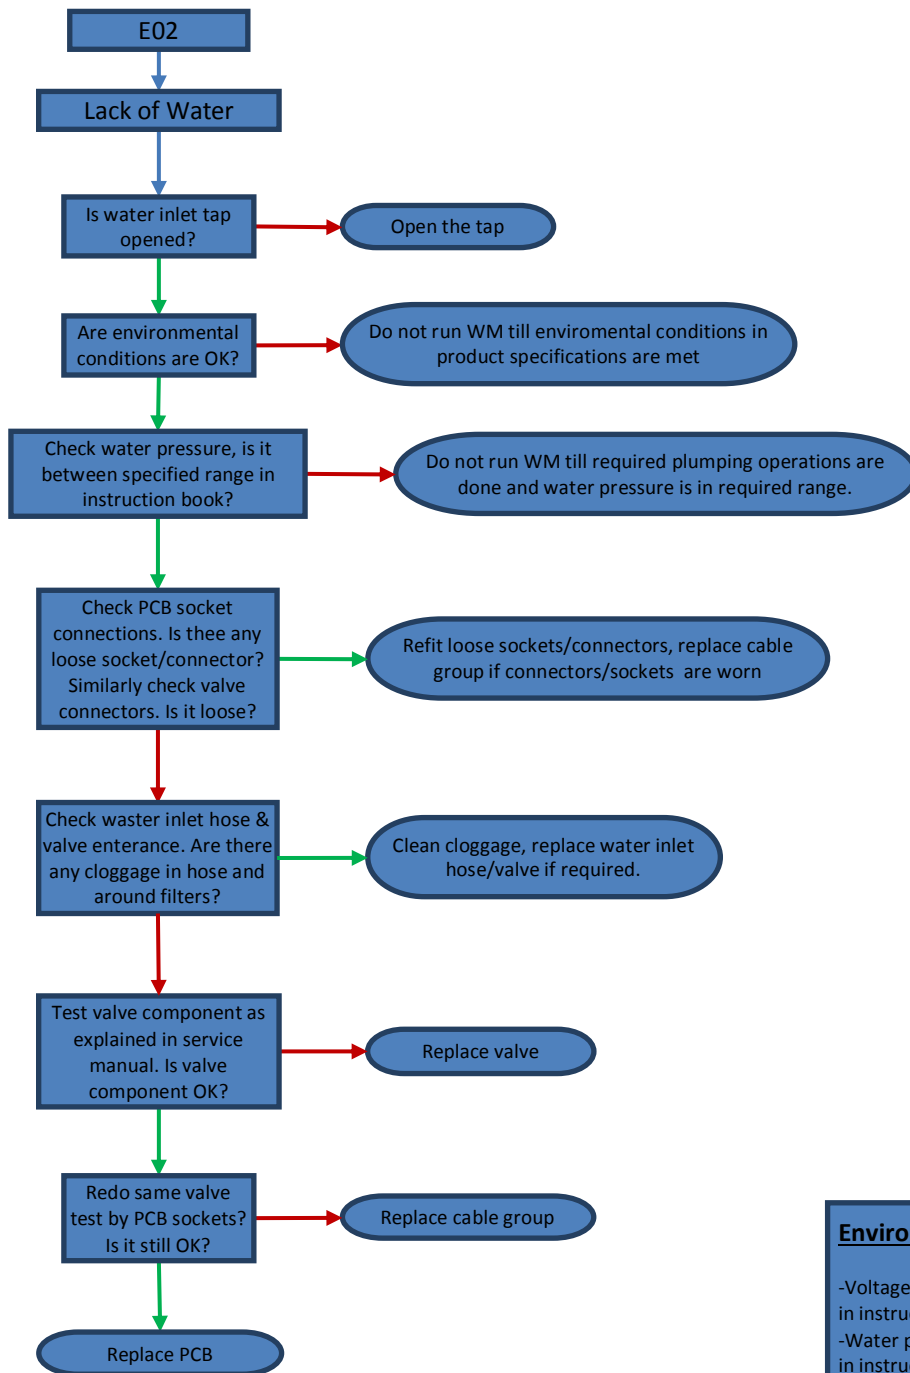 E02
Lack of Water
Is water inlet tap
opened?
Open the tap
Are environmental
conditions are OK?
Do not run WM till enviromental conditions in
product specifications are met
Check water pressure, is it
between specified range in
instruction book?
Do not run WM till required plumping operations are
done and water pressure is in required range.
Check PCB socket
connections. Is thee any
loose socket/connector?
Similarly check valve
connectors. Is it loose?
Refit loose sockets/connectors, replace cable
group if connectors/sockets are worn
Check waster inlet hose &
valve enterance. Are there
any cloggage in hose and
around filters?
Clean cloggage, replace water inlet
hose/valve if required.
Test valve component as
explained in service
manual. Is valve
component OK?
Replace valve
Redo same valve
test by PCB sockets?
Is it still OK?
Replace cable group
Replace PCB
-Voltage
in
-Water
in